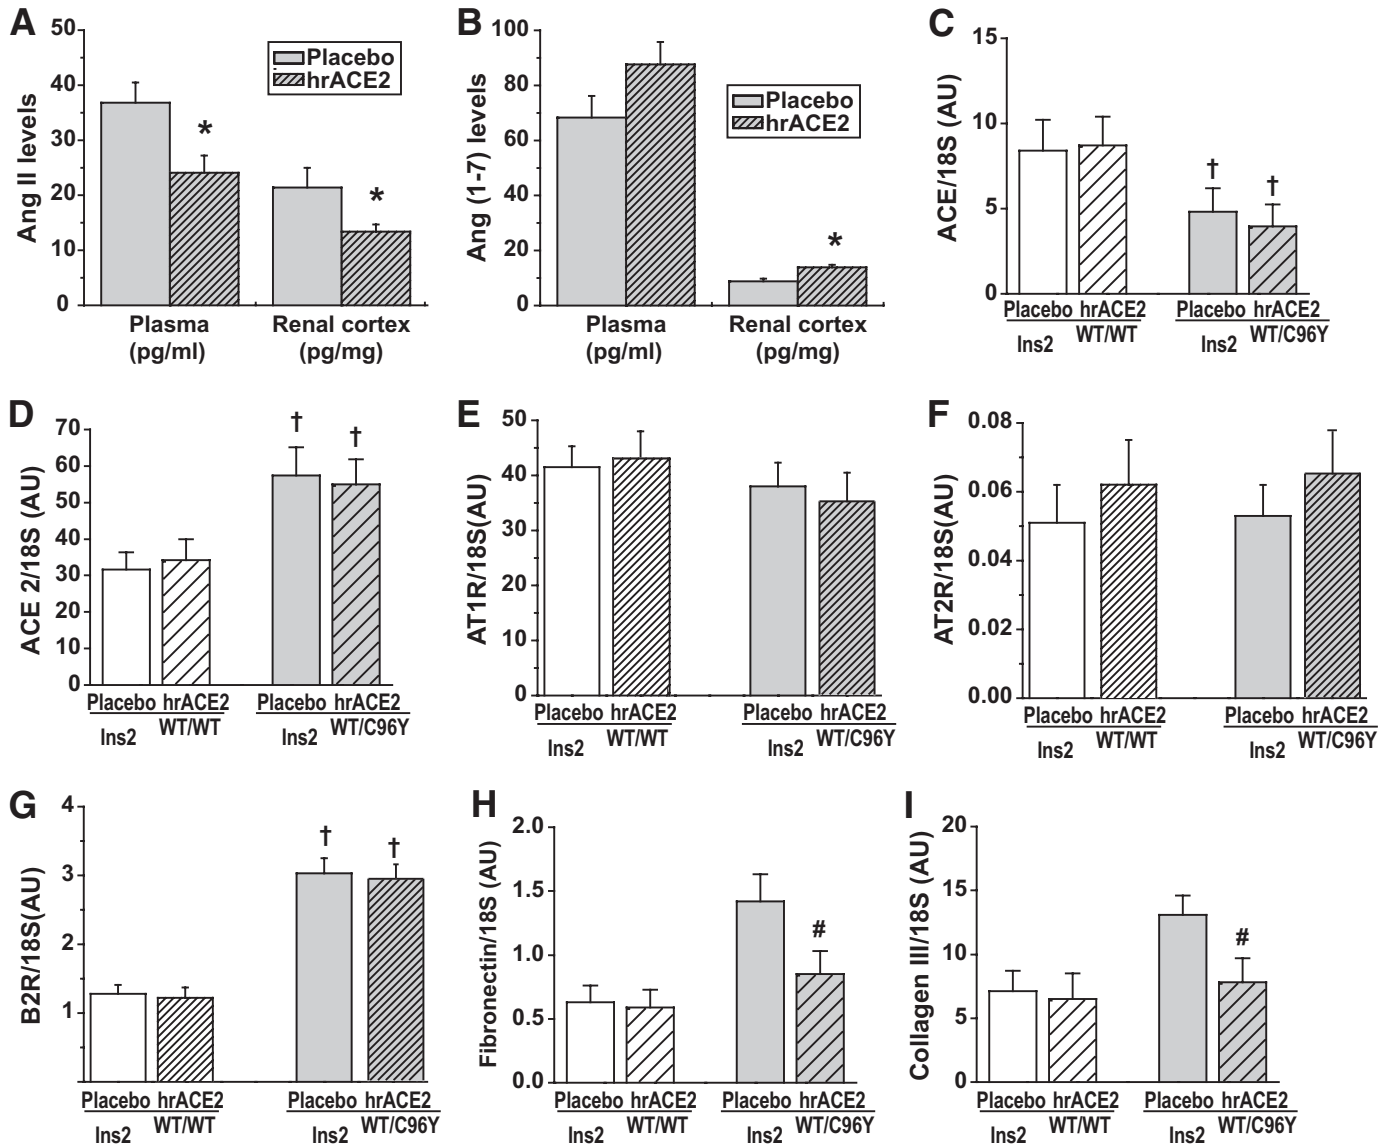 A
Ang II levels
50
40
30
20
10
0
Placebo
hrACE2
*
*
Plasma
(pg/ml)
Renal cortex
(pg/mg)
B
Ang (1-7) levels
100
80
60
40
20
0
Placebo
hrACE2
*
Plasma
(pg/ml)
Renal cortex
(pg/mg)
C
ACE/18S (AU)
15
10
5
0
†
†
Placebo hrACE2
Ins2 WT/WT
Placebo hrACE2
Ins2 WT/C96Y
D
ACE 2/18S (AU)
70
60
50
40
30
20
10
0
†
†
Placebo hrACE2
Ins2 WT/WT
Placebo hrACE2
Ins2 WT/C96Y
E
AT1R/18S(AU)
50
40
30
20
10
0
Placebo hrACE2
Ins2 WT/WT
Placebo hrACE2
Ins2 WT/C96Y
F
AT2R/18S(AU)
0.08
0.06
0.04
0.02
0.00
Placebo hrACE2
Ins2 WT/WT
Placebo hrACE2
Ins2 WT/C96Y
G
B2R/18S(AU)
4
3
2
1
†
†
Placebo hrACE2
Ins2 WT/WT
Placebo hrACE2
Ins2 WT/C96Y
H
Fibronectin/18S (AU)
2.0
1.5
1.0
0.5
0.0
#
Placebo hrACE2
Ins2 WT/WT
Placebo hrACE2
Ins2 WT/C96Y
I
Collagen III/18S (AU)
20
15
10
5
0
#
Placebo hrACE2
Ins2 WT/WT
Placebo hrACE2
Ins2 WT/C96Y